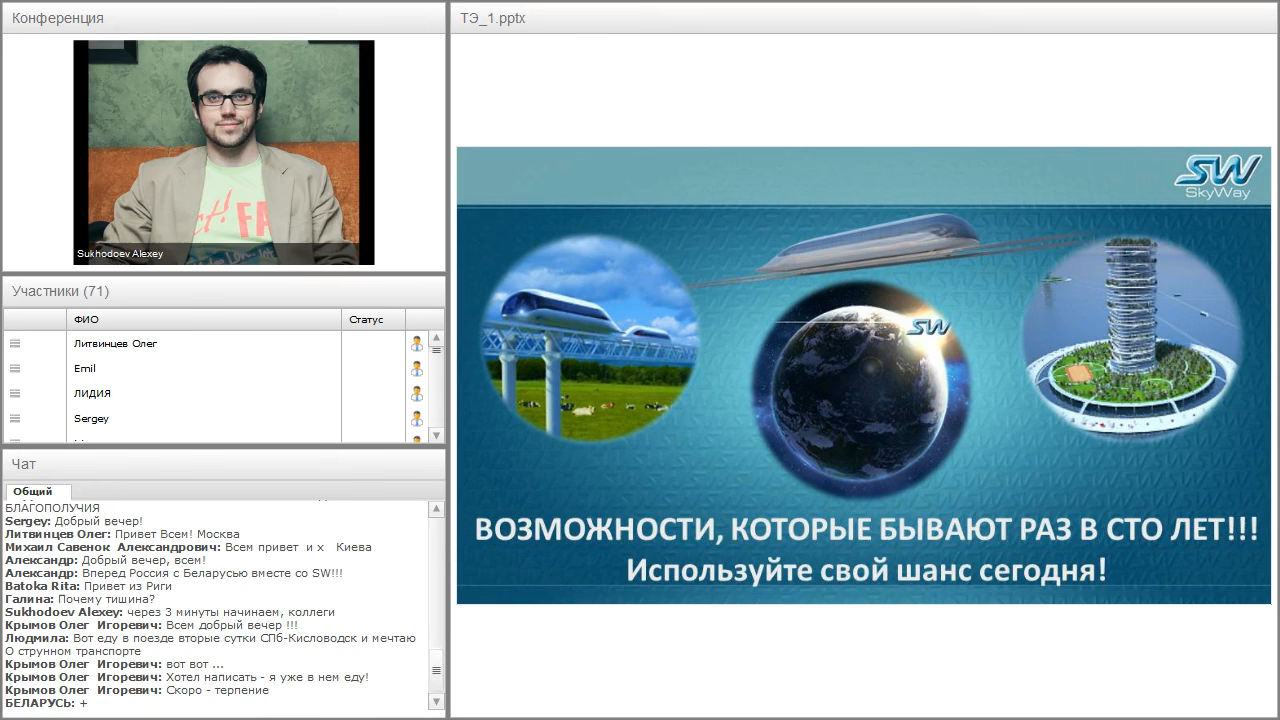 Конференция
Sukhodoev Alexey
Участники (71)
ФИО
Статус
Литвинцев Олег
Emil
ЛИДИЯ
Sergey
Чат
Общий
БЛАГОПОЛУЧИЯ
Sergey: Добрый вечер!
Литвинцев Олег: Привет Всем! Москва
Михаил Савенок Александрович: Всем привет и х Киева
Александр: Добрый вечер, всем!
Александр: Вперед Россия с Беларусью вместе со SW!!!
Batoka Rita: Привет из Риги
Галина: Почему тишина?
Sukhodoev Alexey: через 3 минуты начинаем, коллеги
Крымов Олег Игоревич: Всем добрый вечер !!!
Людмила: Вот еду в поезде вторые сутки СПб-Кисловодск и мечтаю
О струнном транспорте
Крымов Олег Игоревич: вот вот ...
Крымов Олег Игоревич: Хотел написать - я уже в нем еду!
Крымов Олег Игоревич: Скоро - терпение
БЕЛАРУСЬ: +
ТЭ_1.pptx
SW
SkyWay
SW
ВОЗМОЖНОСТИ, КОТОРЫЕ БЫВАЮТ РАЗ В СТО ЛЕТ!!!
Используйте свой шанс сегодня!